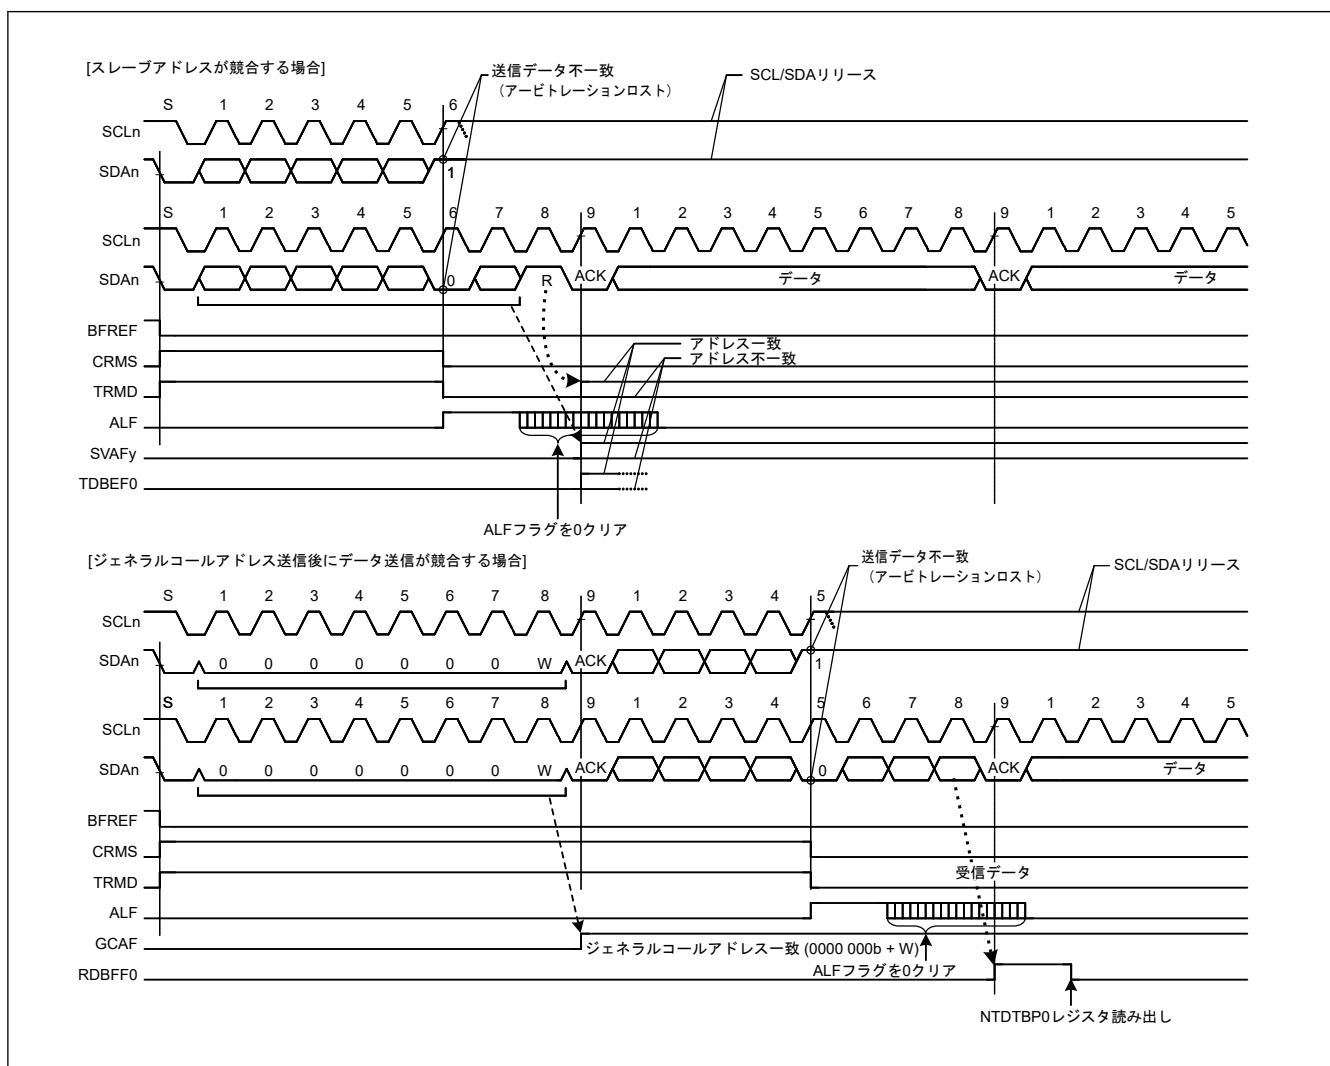 [スレーブアドレスが競合する場合]
送信データ不一致
（アービトレーションロスト）
SCL/SDAリリース
S 1 2 3 4 5 6
SCLn
SDAn
1
S 1 2 3 4 5 6 7 8 9 1 2 3 4 5 6 7 8 9 1 2 3 4 5
SCLn
SDAn
0 R ACK データ ACK データ
BFREF
アドレス一致
CRMS
アドレス不一致
TRMD
ALF
SVAFy
TDBEF0
ALFフラグを0クリア
[ジェネラルコールアドレス送信後にデータ送信が競合する場合]
送信データ不一致
（アービトレーションロスト）
SCL/SDAリリース
S 1 2 3 4 5 6 7 8 9 1 2 3 4 5
SCLn
SDAn
0 0 0 0 0 0 0 W ACK 1
S 1 2 3 4 5 6 7 8 9 1 2 3 4 5 6 7 8 9 1 2 3 4 5
SCLn
SDAn
0 0 0 0 0 0 0 W ACK 0 ACK データ
BFREF
CRMS
TRMD
受信データ
ALF
GCAF
ジェネラルコールアドレス一致 (0000 000b + W)
ALFフラグを0クリア
RDBFF0
NTDTBP0レジスタ読み出し